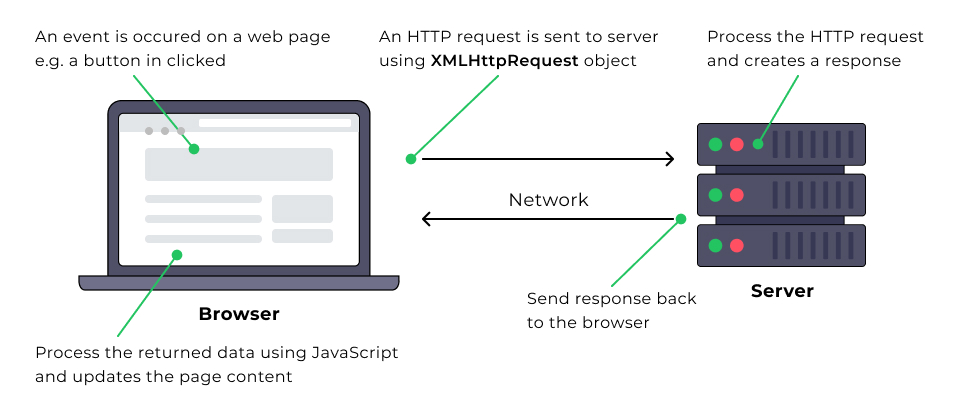 An event is occured on a web page
e.g. a button in clicked
An HTTP request is sent to server
using XMLHttpRequest object
Process the HTTP request
and creates a response
Network
Send response back
to the browser
Server
Browser
Process the returned data using JavaScript
and updates the page content